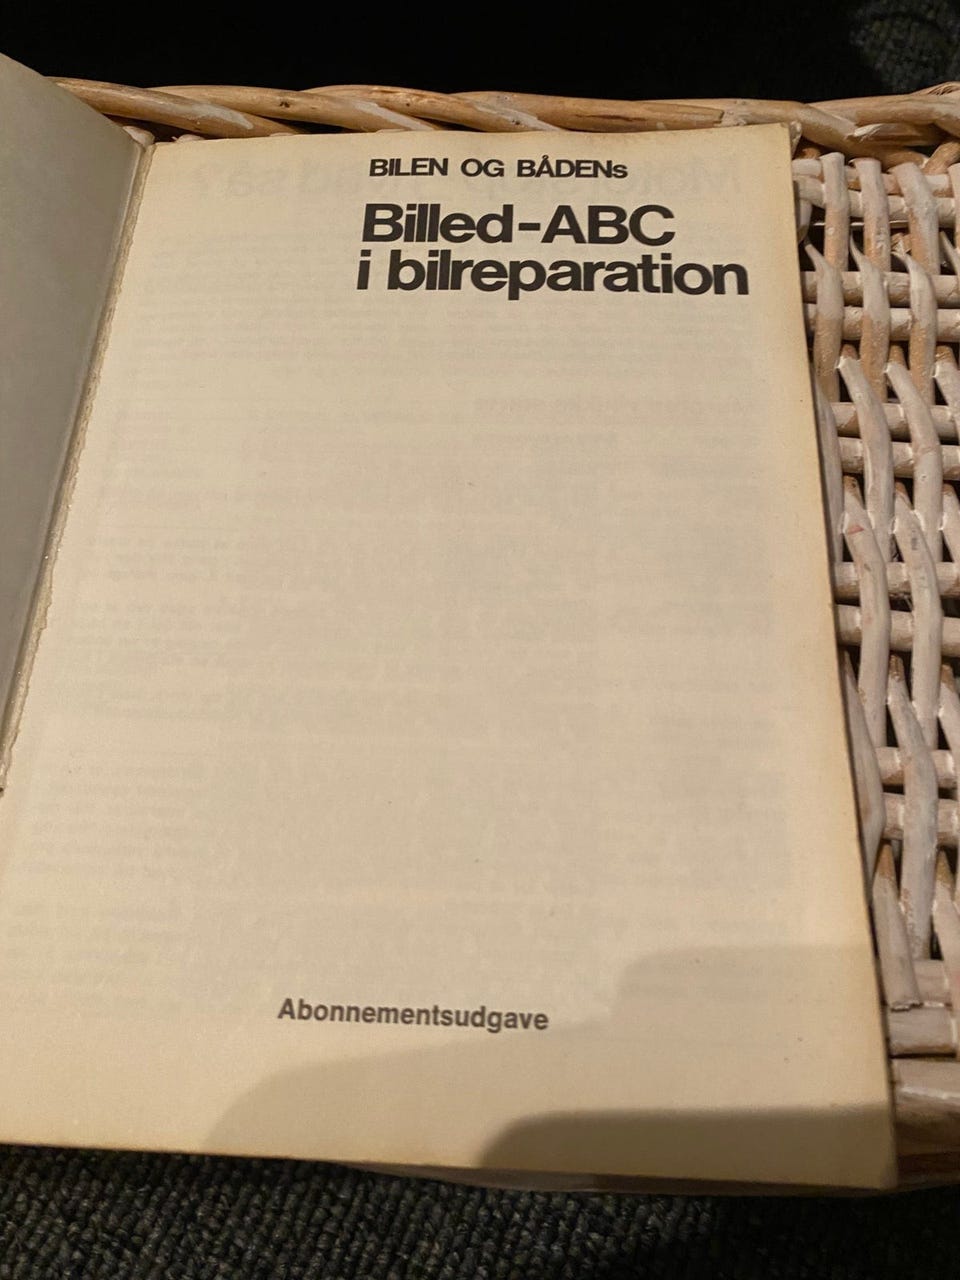 BILEN OG BÅDENs
Billed-ABC
i bilreparation
Abonnementsudgave